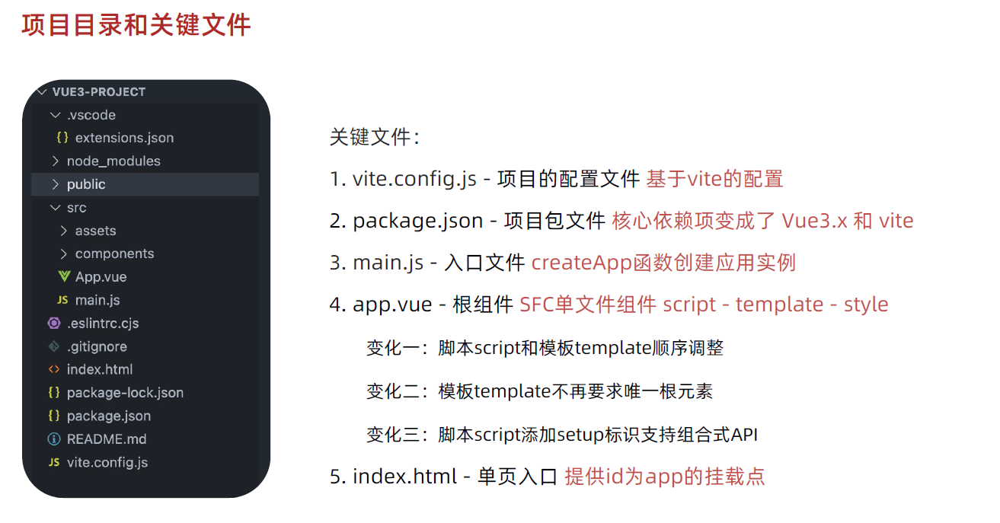 项目目录和关键文件
VUE3-PROJECT
.vscode
{} extensions.json
node_modules
public
src
assets
components
App.vue
JS main.js
.eslintrc.cjs
.gitignore
<> index.html
{} package-lock.json
{} package.json
README.md
JS vite.config.js
关键文件：
1. vite.config.js - 项目的配置文件 基于vite的配置
2. package.json - 项目包文件 核心依赖项变成了 Vue3.x 和 vite
3. main.js - 入口文件 createApp函数创建应用实例
4. app.vue - 根组件 SFC单文件组件 script - template - style
变化一：脚本script和模板template顺序调整
变化二：模板template不再要求唯一根元素
变化三：脚本script添加setup标识支持组合式API
5. index.html - 单页入口 提供id为app的挂载点